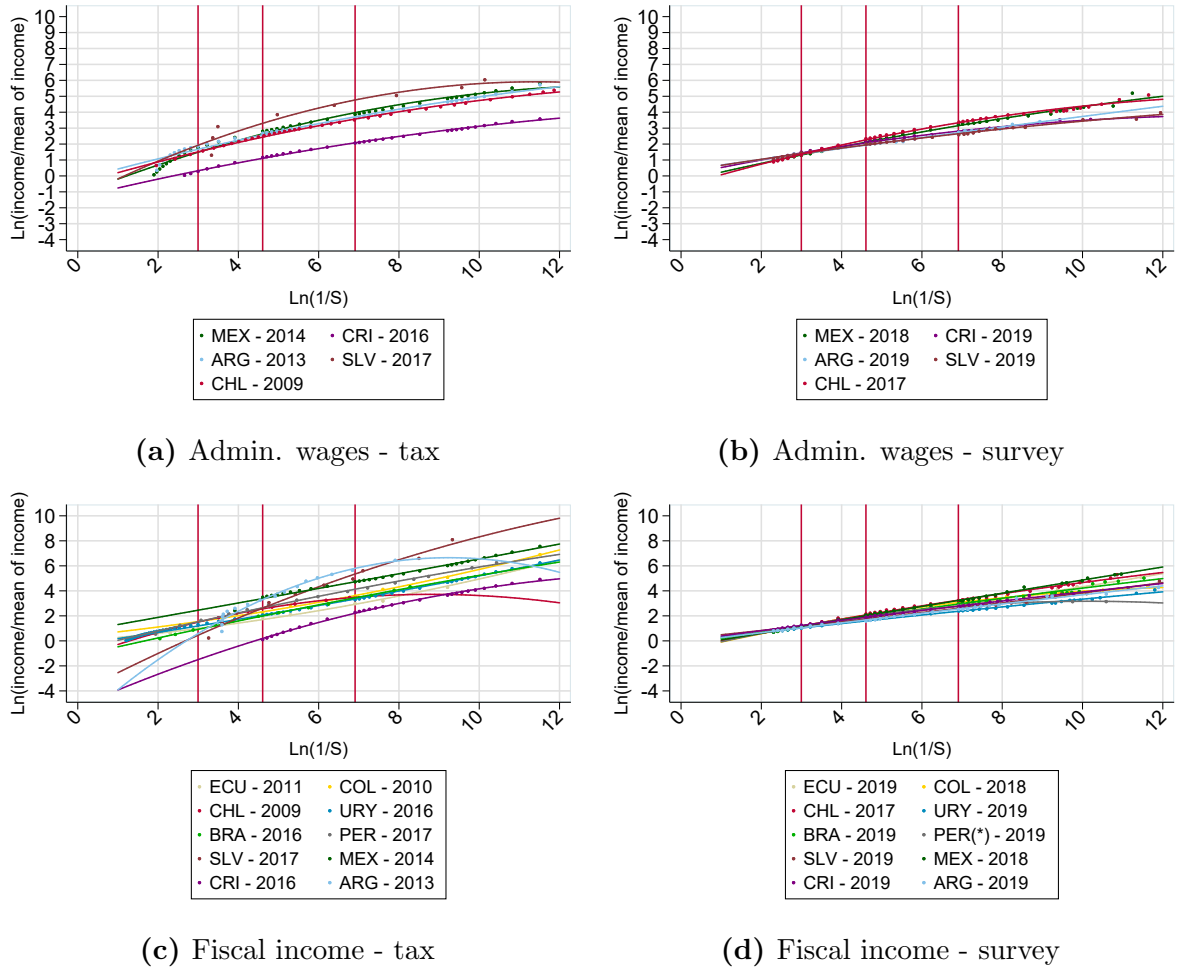 Ln(income/mean of income)
10
9
8
7
6
5
4
3
2
1
0
-1
-2
-3
-4
0 2 4 6 8 10 12
Ln(1/S)
MEX - 2014 CRI - 2016
ARG - 2013 SLV - 2017
CHL - 2009
(a) Admin. wages - tax
Ln(income/mean of income)
10
9
8
7
6
5
4
3
2
1
0
-1
-2
-3
-4
0 2 4 6 8 10 12
Ln(1/S)
MEX - 2018 CRI - 2019
ARG - 2019 SLV - 2019
CHL - 2017
(b) Admin. wages - survey
Ln(income/mean of income)
10
8
6
4
2
0
-2
-4
0 2 4 6 8 10 12
Ln(1/S)
ECU - 2011 COL - 2010
CHL - 2009 URY - 2016
BRA - 2016 PER - 2017
SLV - 2017 MEX - 2014
CRI - 2016 ARG - 2013
(c) Fiscal income - tax
Ln(income/mean of income)
10
8
6
4
2
0
-2
-4
0 2 4 6 8 10 12
Ln(1/S)
ECU - 2019 COL - 2018
CHL - 2017 URY - 2019
BRA - 2019 PER(*) - 2019
SLV - 2019 MEX - 2018
CRI - 2019 ARG - 2019
(d) Fiscal income - survey